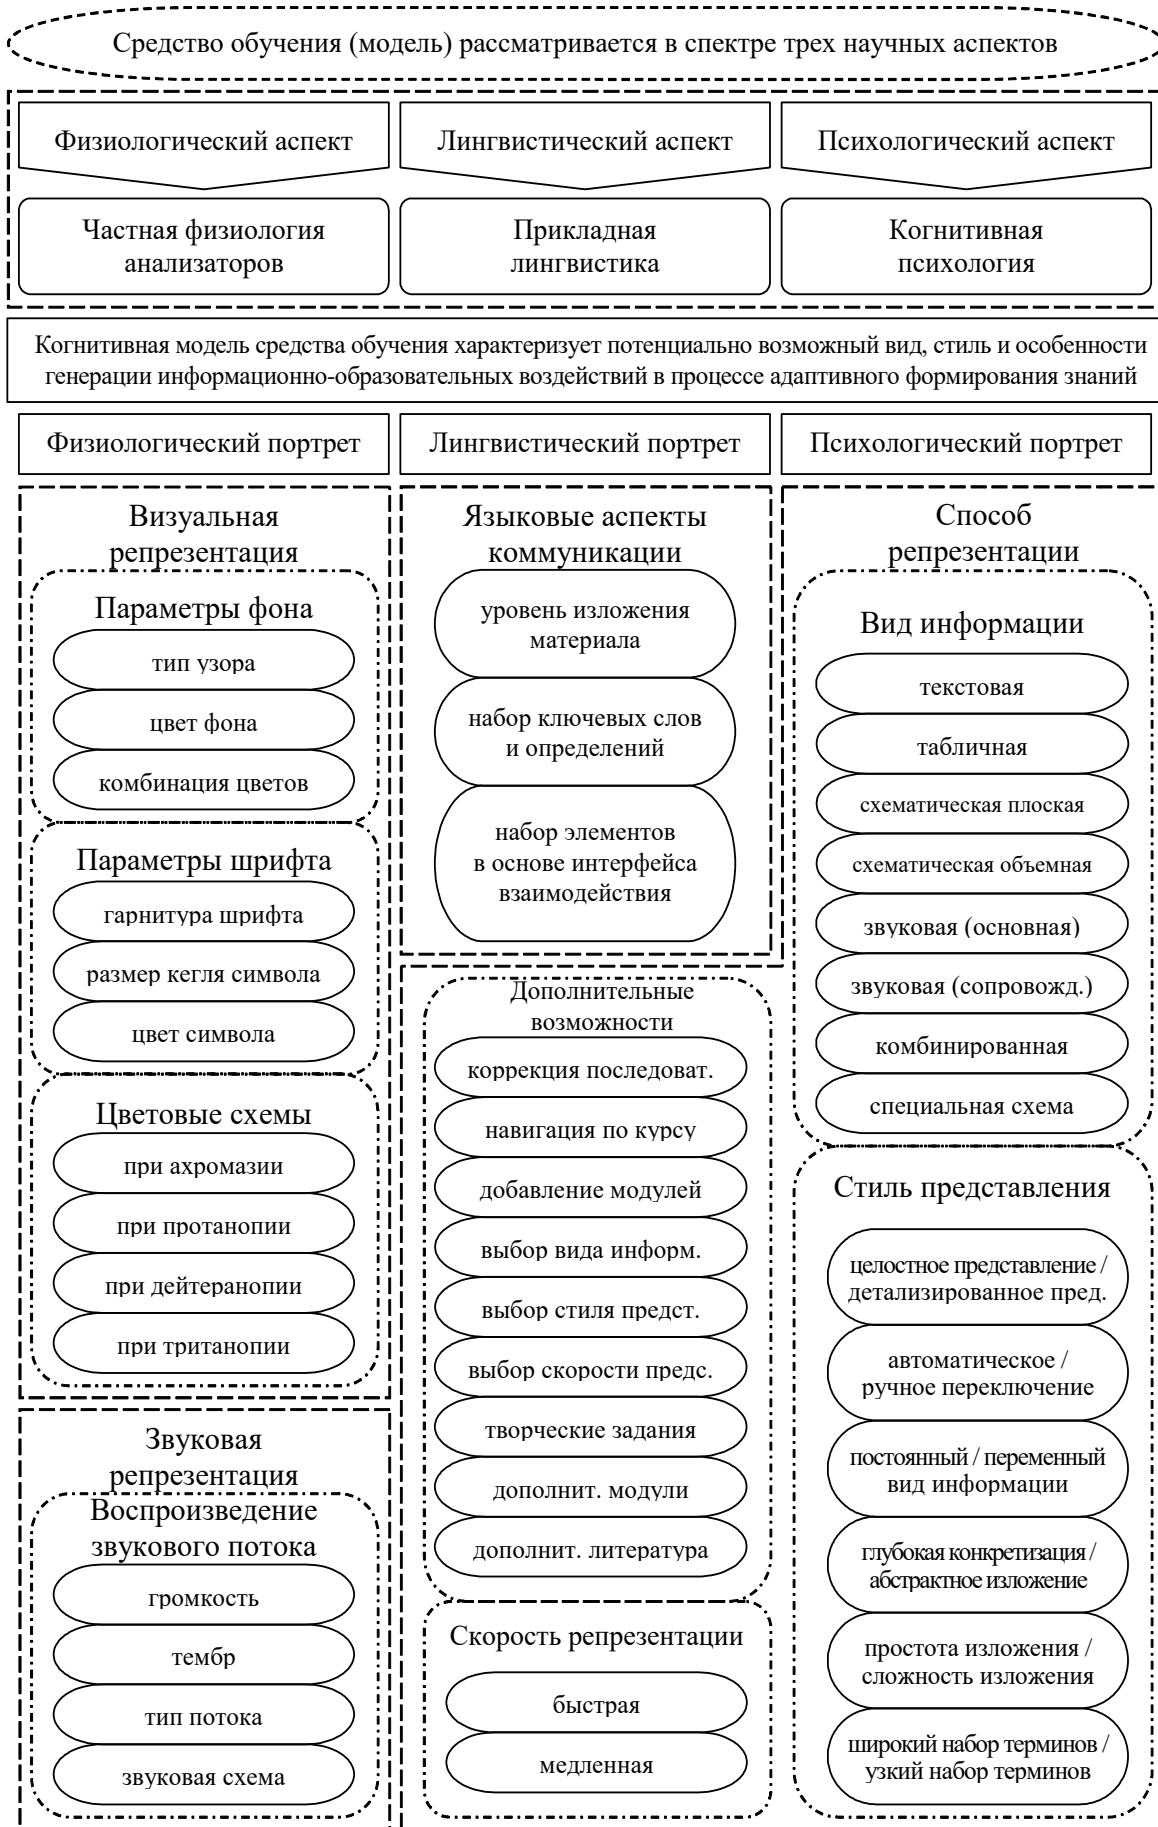 Средство обучения (модель) рассматривается в спектре трех научных аспектов
Физиологический аспект
Лингвистический аспект
Психологический аспект
Частная физиология
анализаторов
Прикладная
лингвистика
Когнитивная
психология
Когнитивная модель средства обучения характеризует потенциально возможный вид, стиль и особенности
генерации информационно-образовательных воздействий в процессе адаптивного формирования знаний
Физиологический портрет
Лингвистический портрет
Психологический портрет
Визуальная
репрезентация
Параметры фона
тип узора
цвет фона
комбинация цветов
Параметры шрифта
гарнитура шрифта
размер кегля символа
цвет символа
Цветовые схемы
при ахромазии
при протанопии
при дейтеранопии
при тританопии
Звуковая
репрезентация
Воспроизведение
звукового потока
громкость
тембр
тип потока
звуковая схема
Языковые аспекты
коммуникации
уровень изложения
материала
набор ключевых слов
и определений
набор элементов
в основе интерфейса
взаимодействия
Дополнительные
возможности
коррекция последоват.
навигация по курсу
добавление модулей
выбор вида информ.
выбор стиля предст.
выбор скорости предс.
творческие задания
дополнит. модули
дополнит. литература
Скорость репрезентации
быстрая
медленная
Способ
репрезентации
Вид информации
текстовая
табличная
схематическая плоская
схематическая объемная
звуковая (основная)
звуковая (сопровожд.)
комбинированная
специальная схема
Стиль представления
целостное представление /
детализированное пред.
автоматическое /
ручное переключение
постоянный / переменный
вид информации
глубокая конкретизация /
абстрактное изложение
простота изложения /
сложность изложения
широкий набор терминов /
узкий набор терминов